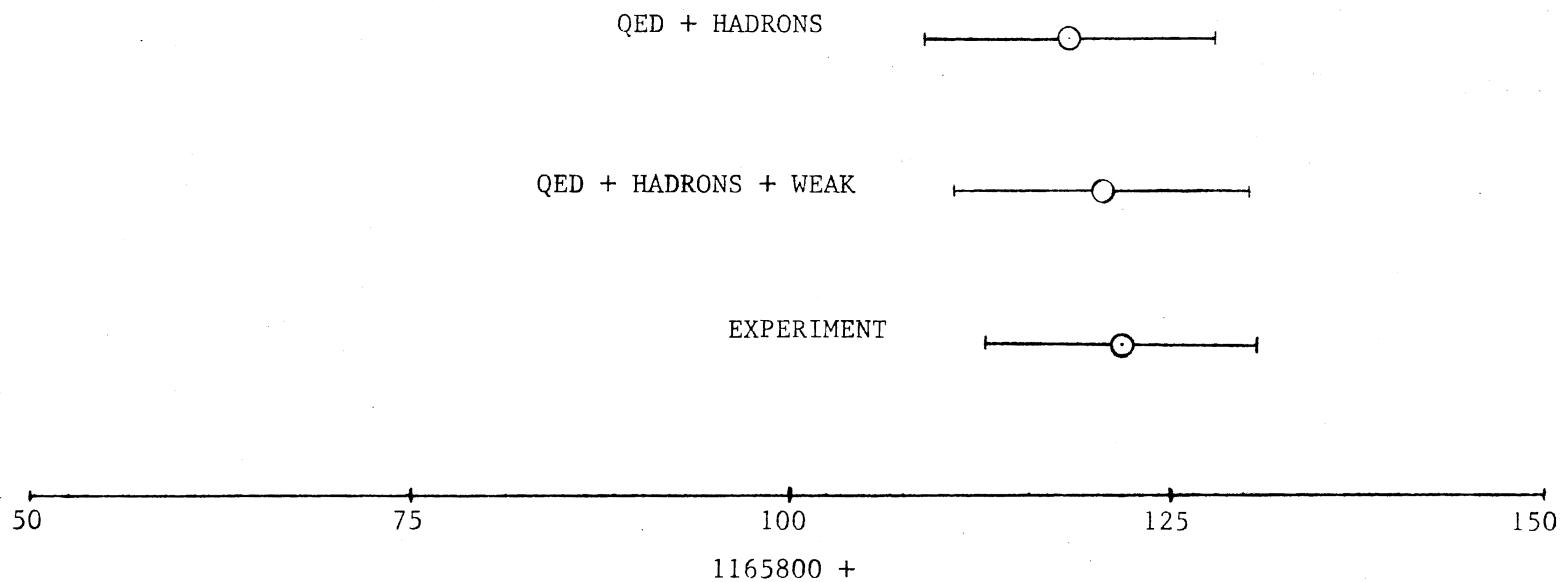 QED + HADRONS
QED + HADRONS + WEAK
EXPERIMENT
50 75 100 125 150
1165800 +